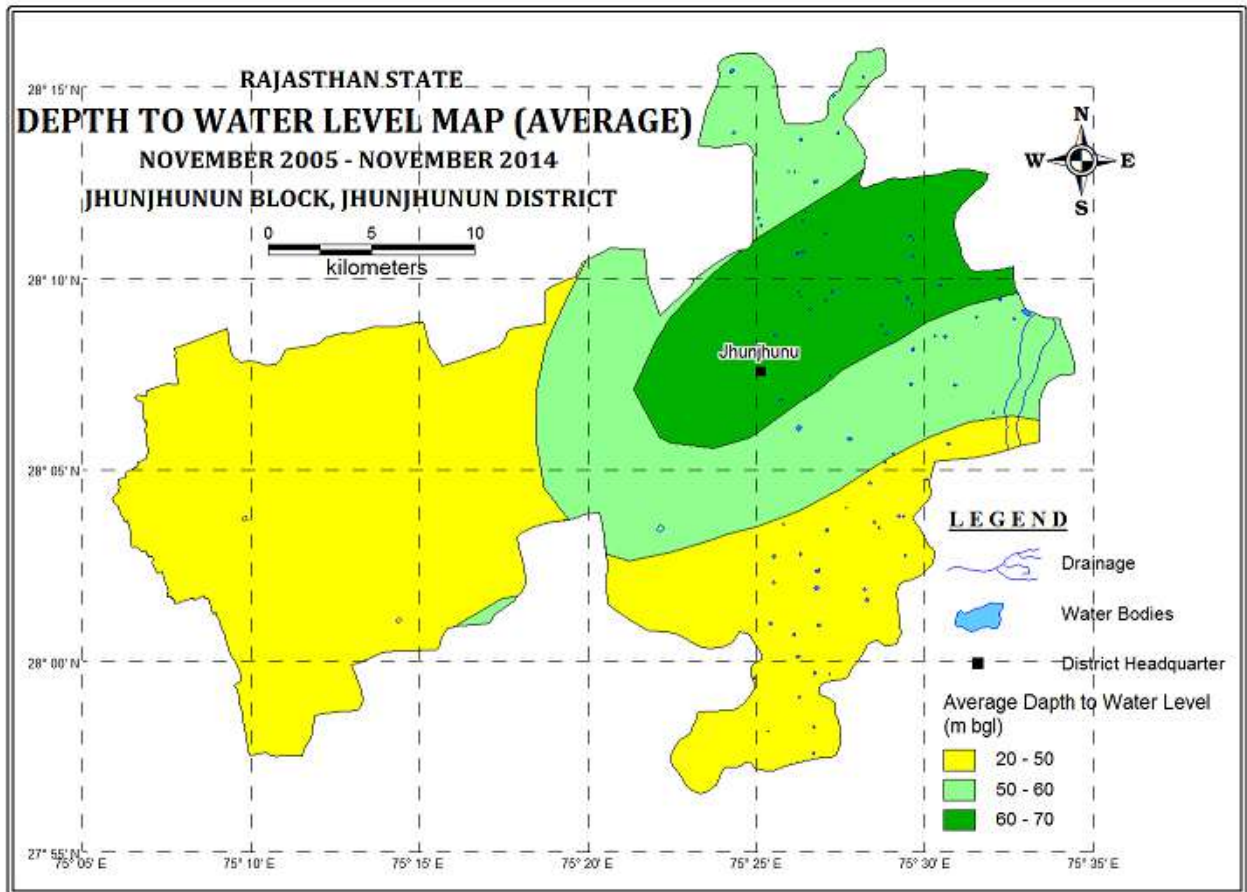 RAJASTHAN STATE
DEPTH TO WATER LEVEL MAP (AVERAGE)
NOVEMBER 2005 - NOVEMBER 2014
JHUNJHUNUN BLOCK, JHUNJHUNUN DISTRICT
0 5 10
kilometers
N
W E
S
28° 15' N
28° 10' N
28° 05' N
28° 00' N
27° 55' N
75° 05' E 75° 10' E 75° 15' E 75° 20' E 75° 25' E 75° 30' E 75° 35' E
Jhunjhunu
LEGEND
Drainage
Water Bodies
District Headquarter
Average Dapth to Water Level
(m bgl)
20 - 50
50 - 60
60 - 70